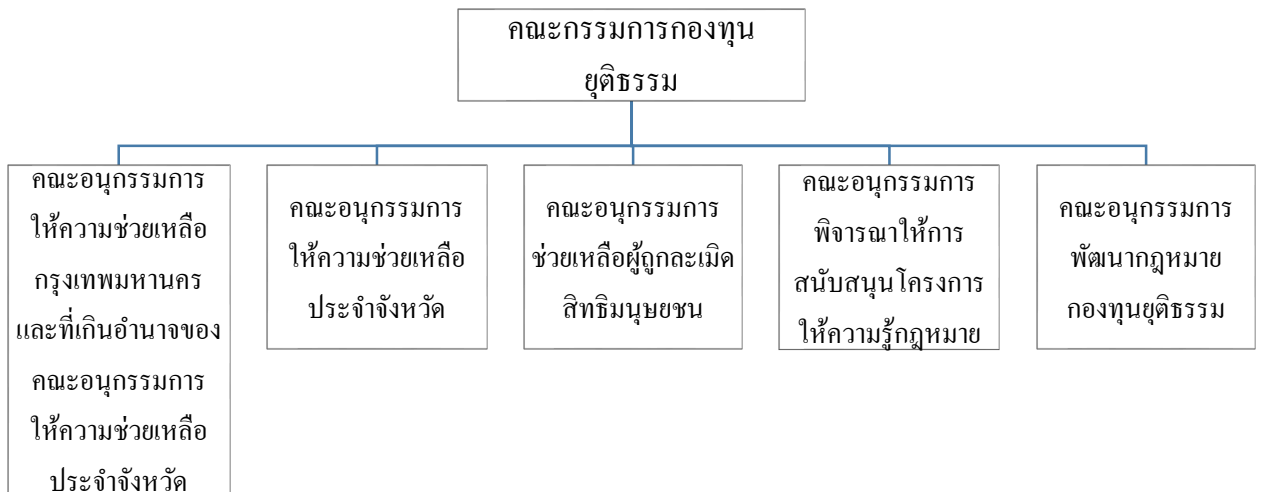 คณะกรรมการกองทุน
ยุติธรรม
คณะอนุกรรมการ
ให้ความช่วยเหลือ
กรุงเทพมหานคร
และที่เกินอำนาจของ
คณะอนุกรรมการ
ให้ความช่วยเหลือ
ประจำจังหวัด
คณะอนุกรรมการ
ให้ความช่วยเหลือ
ประจำจังหวัด
คณะอนุกรรมการ
ช่วยเหลือผู้ถูกละเมิด
สิทธิมนุษยชน
คณะอนุกรรมการ
พิจารณาให้การ
สนับสนุนโครงการ
ให้ความรู้กฎหมาย
คณะอนุกรรมการ
พัฒนากฎหมาย
กองทุนยุติธรรม